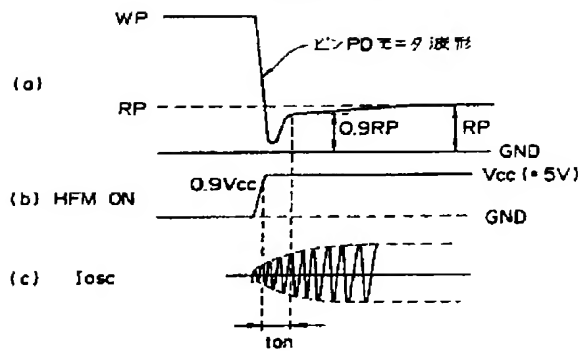 WP
ピンPDモニタ波形
(a)
RP
0.9RP
RP
GND
0.9Vcc
Vcc (•5V)
(b) HFM ON
GND
(c) Iosc
ton